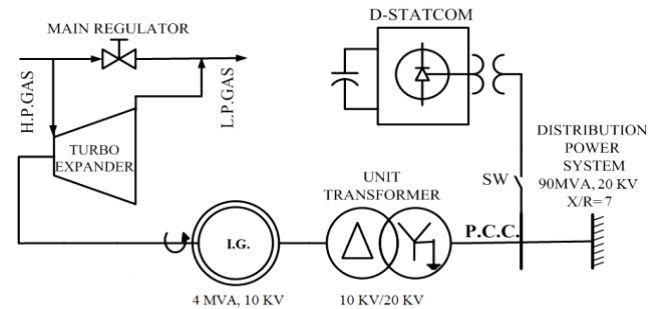 D-STATCOM
MAIN REGULATOR
H.P.GAS
L.P.GAS
TURBO
EXPANDER
DISTRIBUTION
POWER
SYSTEM
90MVA, 20 KV
X/R= 7
UNIT
TRANSFORMER
SW
P.C.C.
I.G.
4 MVA, 10 KV
10 KV/20 KV